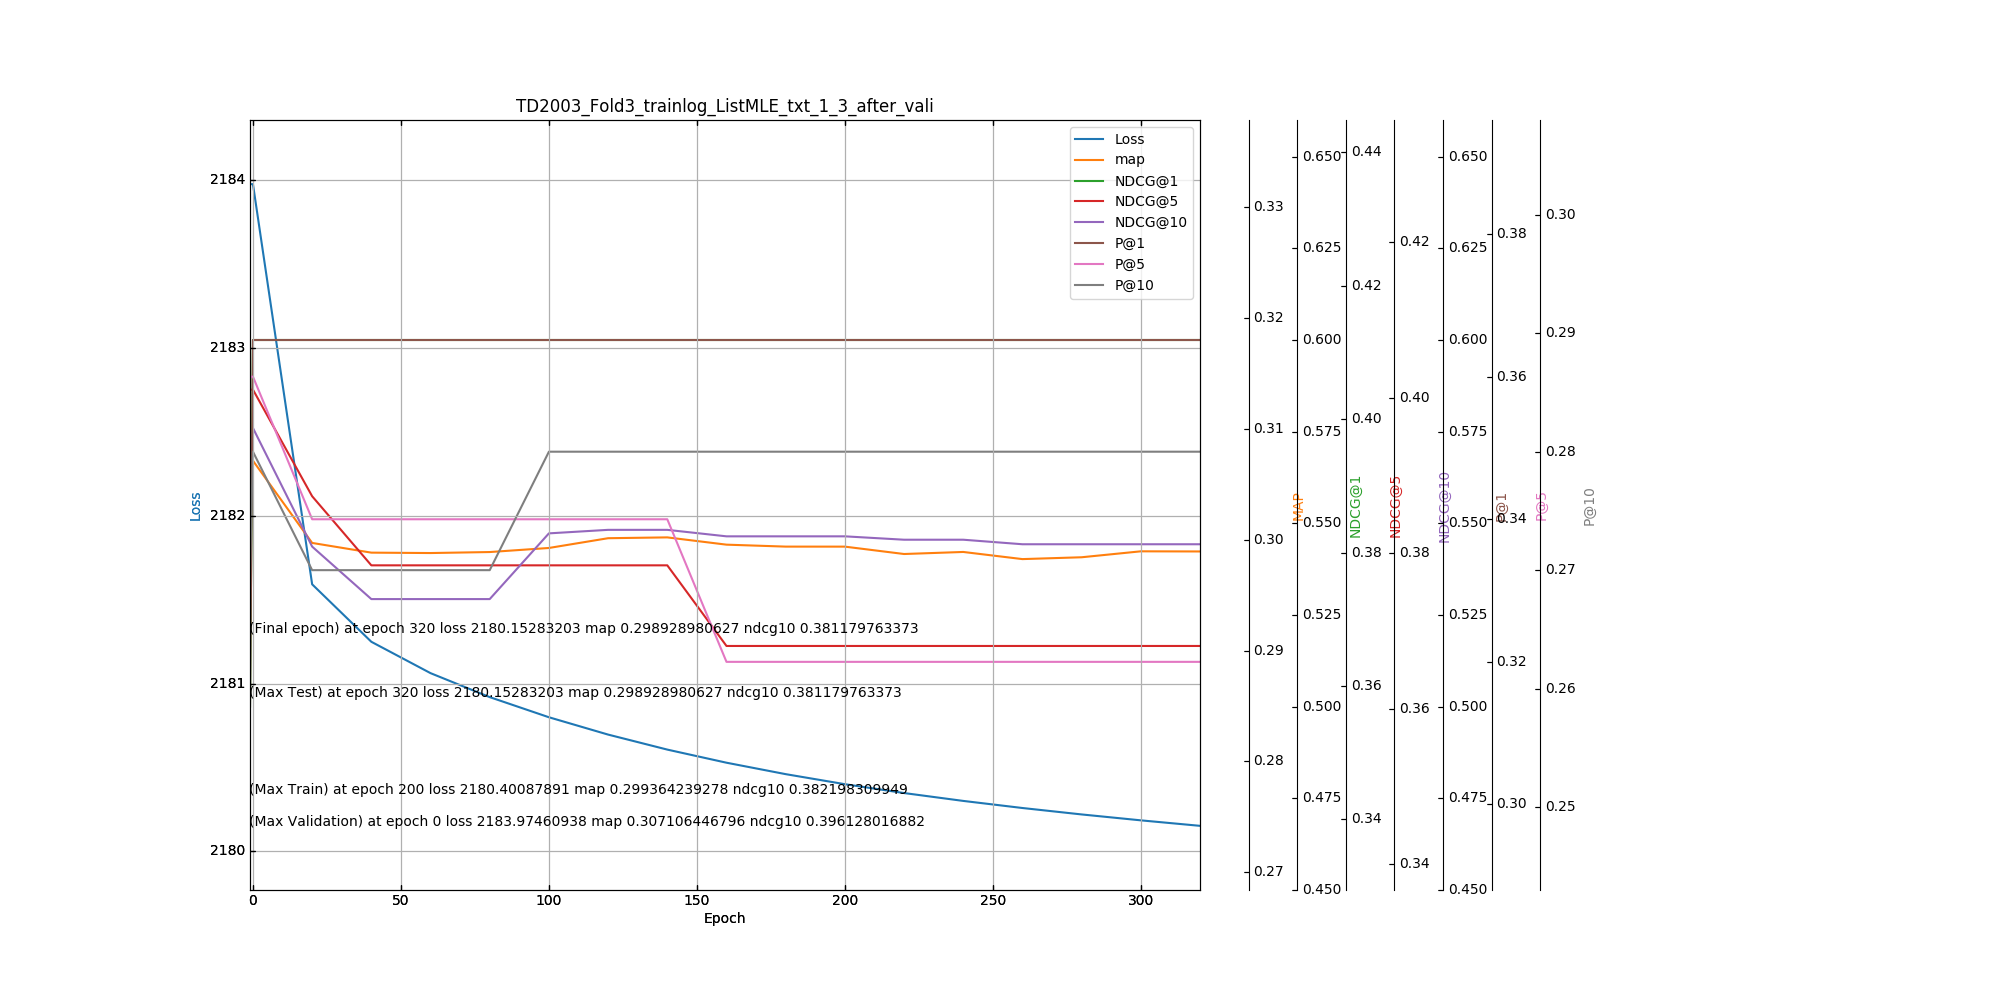 TD2003_Fold3_trainlog_ListMLE_txt_1_3_after_vali
Loss
map
NDCG@1
NDCG@5
NDCG@10
P@1
P@5
P@10
2184
2183
2182
2181
2180
Loss
(Final epoch) at epoch 320 loss 2180.15283203 map 0.298928980627 ndcg10 0.381179763373
(Max Test) at epoch 320 loss 2180.15283203 map 0.298928980627 ndcg10 0.381179763373
(Max Train) at epoch 200 loss 2180.40087891 map 0.299364239278 ndcg10 0.382198309949
(Max Validation) at epoch 0 loss 2183.97460938 map 0.307106446796 ndcg10 0.396128016882
0 50 100 150 200 250 300
Epoch
0.33
0.32
0.31
0.30
0.29
0.28
0.27
MAP
0.650
0.625
0.600
0.575
0.550
0.525
0.500
0.475
0.450
NDCG@1
0.44
0.42
0.40
0.38
0.36
0.34
NDCG@5
0.42
0.40
0.38
0.36
0.34
NDCG@10
0.650
0.625
0.600
0.575
0.550
0.525
0.500
0.475
0.450
P@1
0.38
0.36
0.34
0.32
0.30
P@5
0.30
0.29
0.28
0.27
0.26
0.25
P@10